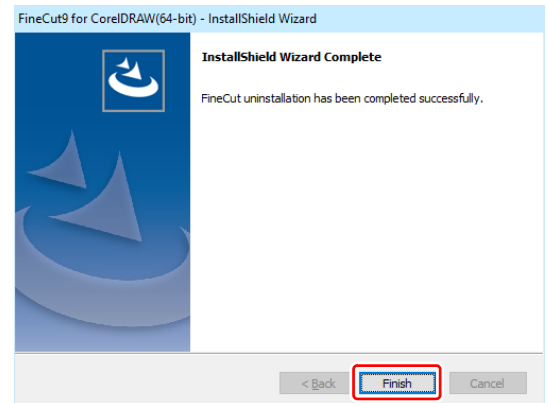 FineCut9 for CorelDRAW(64-bit) - InstallShield Wizard
InstallShield Wizard Complete
FineCut uninstallation has been completed successfully.
< Back Finish Cancel